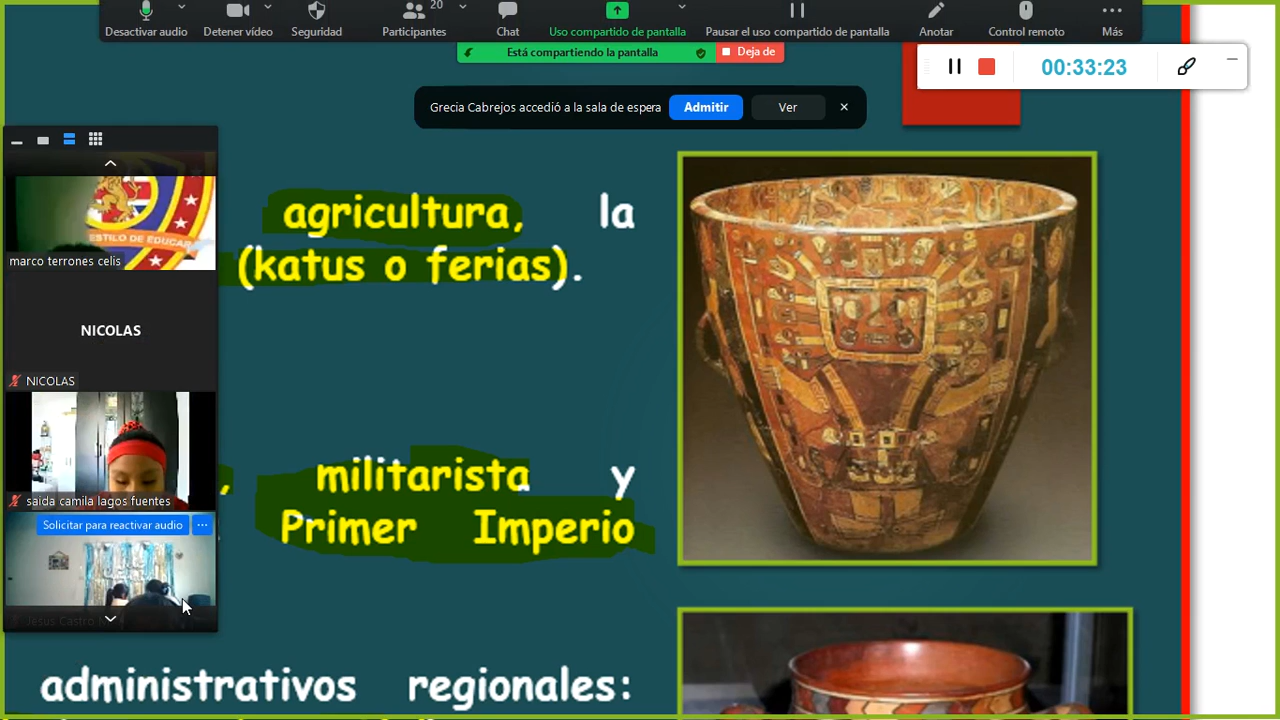 20
Desactivar audio
Detener vídeo
Seguridad
Participantes
Chat
Uso compartido de pantalla
Pausar el uso compartido de pantalla
Anotar
Control remoto
Más
Está compartiendo la pantalla
Deja de
00:33:23
Grecia Cabrejos accedió a la sala de espera
Admitir
Ver
agricultura, la
(katus o ferias).
ESTILO DE EDUCAR
marco terrones celis
NICOLAS
NICOLAS
saida camila lagos fuentes
Solicitar para reactivar audio
Jesus Castro
, militarista y
Primer Imperio
administrativos regionales: